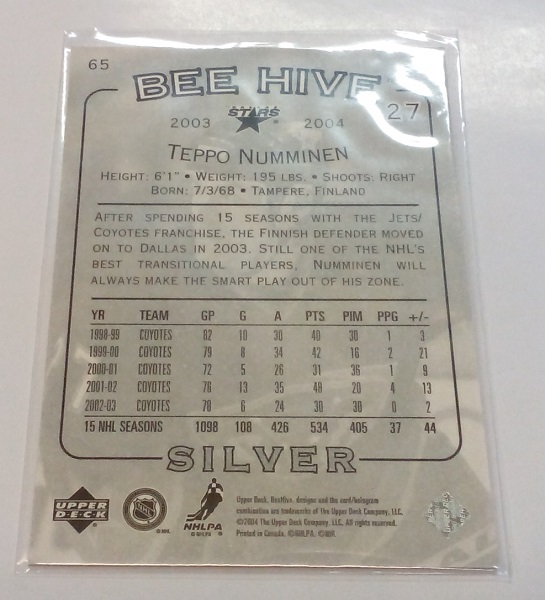 65
BEE HIVE
27
STARS
2003 2004
TEPPO NUMMINEN
HEIGHT: 6'1" • WEIGHT: 195 LBS. • SHOOTS: RIGHT
BORN: 7/3/68 • TAMPERE, FINLAND
AFTER SPENDING 15 SEASONS WITH THE JETS/
COYOTES FRANCHISE, THE FINNISH DEFENDER MOVED
ON TO DALLAS IN 2003. STILL ONE OF THE NHL'S
BEST TRANSITIONAL PLAYERS, NUMMINEN WILL
ALWAYS MAKE THE SMART PLAY OUT OF HIS ZONE.
YR TEAM GP G A PTS PIM PPG +/-
1998-99 COYOTES 82 10 30 40 30 1 3
1999-00 COYOTES 79 8 34 42 16 2 21
2000-01 COYOTES 72 5 26 31 36 1 9
2001-02 COYOTES 76 13 35 48 20 4 13
2002-03 COYOTES 78 6 24 30 30 0 2
15 NHL SEASONS 1098 108 426 534 405 37 44
SILVER
UPPER DECK
NHL
NHLPA
© NHLPA
Upper Deck, BeeHive, designs and the card/hologram
combination are trademarks of The Upper Deck Company, LLC.
©2004 The Upper Deck Company, LLC. All rights reserved.
Printed in Canada. ©NHLPA. ©NHL